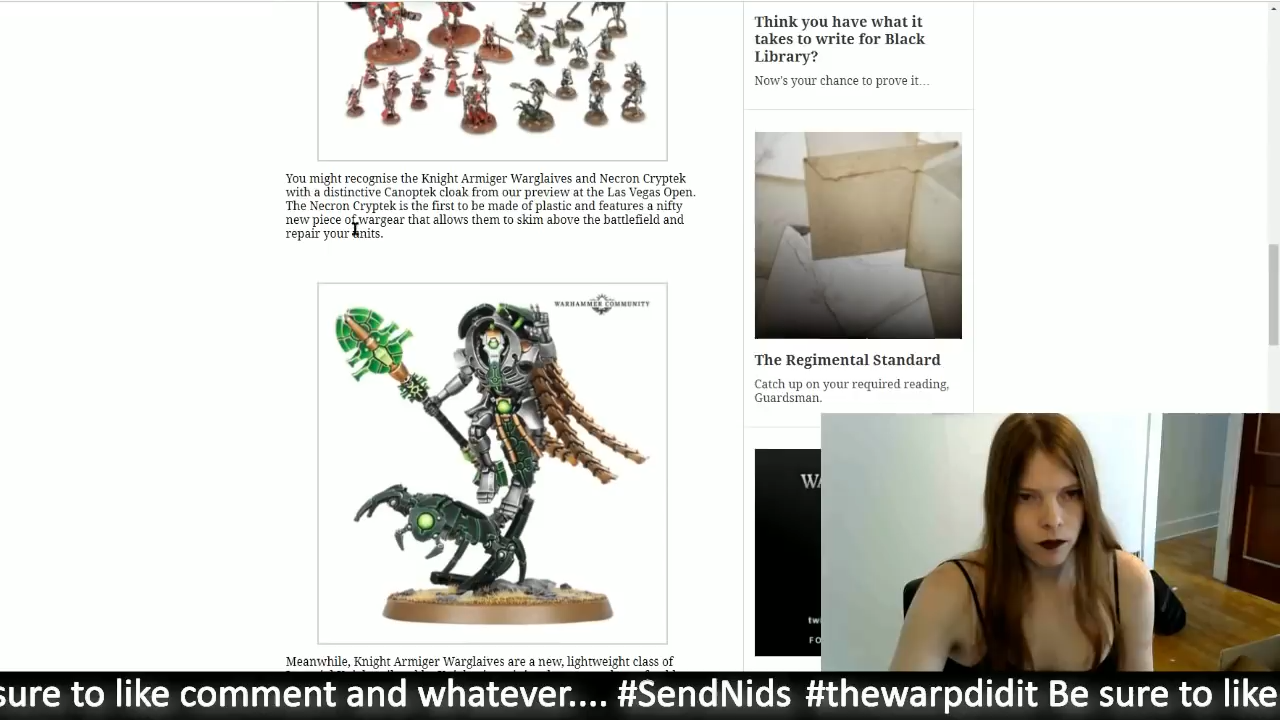 Think you have what it
takes to write for Black
Library?
Now's your chance to prove it…
You might recognise the Knight Armiger Warglaives and Necron Cryptek
with a distinctive Canoptek cloak from our preview at the Las Vegas Open.
The Necron Cryptek is the first to be made of plastic and features a nifty
new piece of wargear that allows them to skim above the battlefield and
repair your units.
WARHAMMER COMMUNITY
The Regimental Standard
Catch up on your required reading,
Guardsman.
Meanwhile, Knight Armiger Warglaives are a new, lightweight class of
sure to like comment and whatever.... #SendNids #thewarpdidit Be sure to like